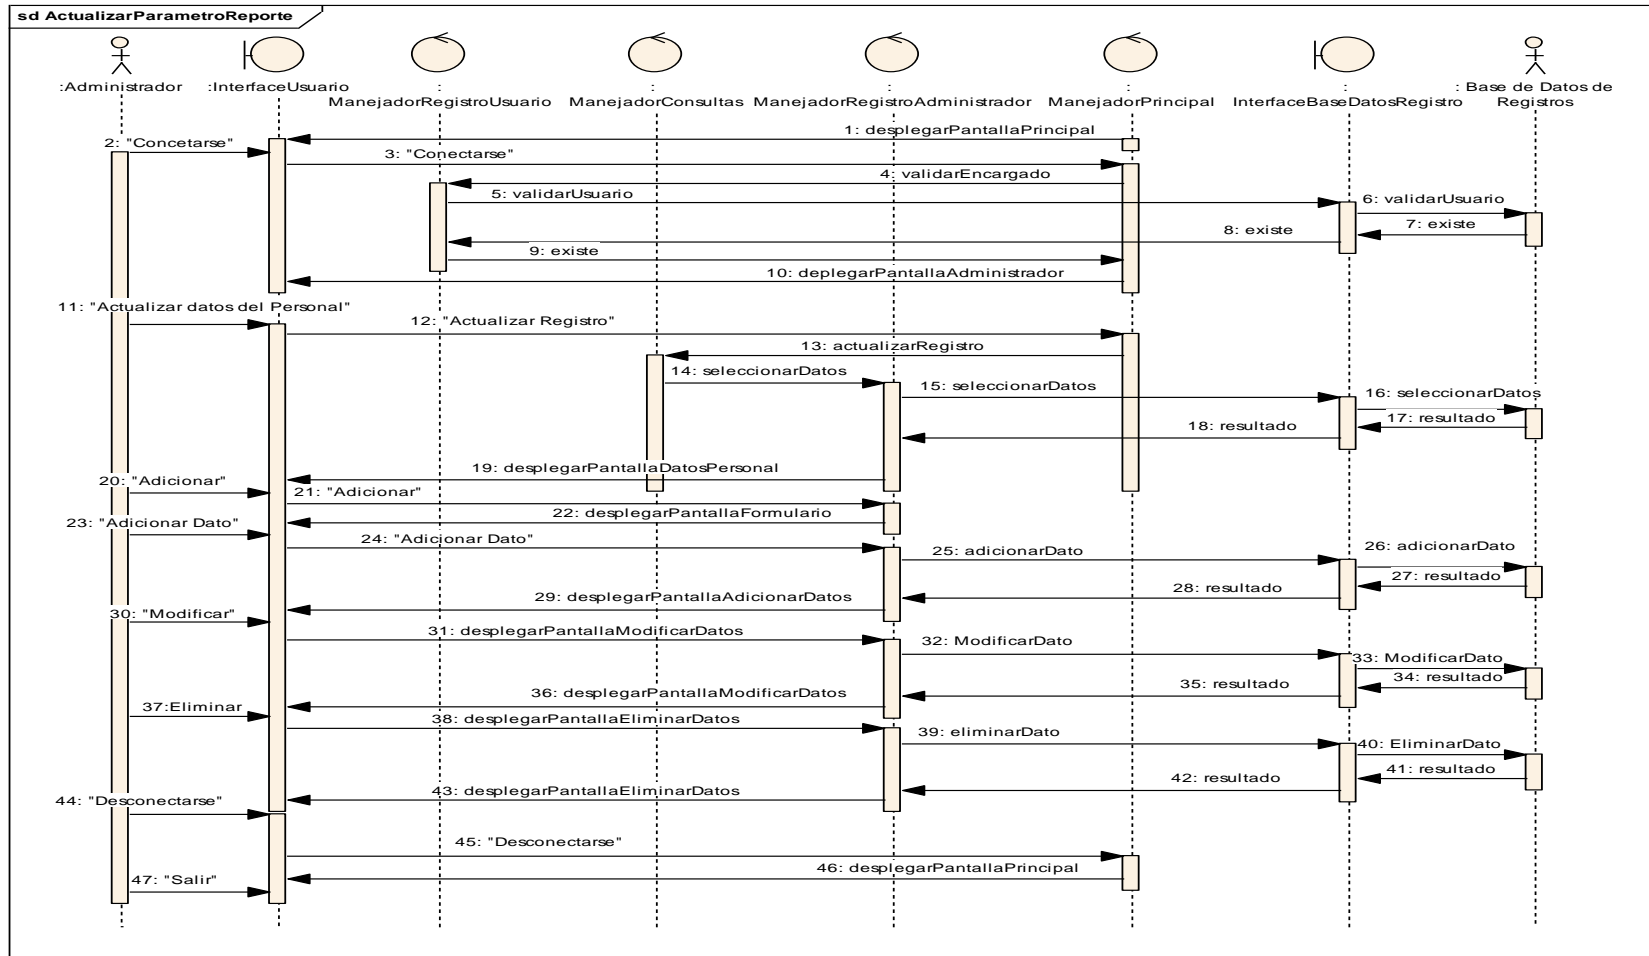 sd ActualizarParametroReporte
:Administrador
:InterfaceUsuario
:
ManejadorRegistroUsuario
:
ManejadorConsultas
:
ManejadorRegistroAdministrador
:
ManejadorPrincipal
:
InterfaceBaseDatosRegistro
: Base de Datos de
Registros
1: desplegarPantallaPrincipal
2: "Concetarse"
3: "Conectarse"
4: validarEncargado
5: validarUsuario
6: validarUsuario
7: existe
8: existe
9: existe
10: deplegarPantallaAdministrador
11: "Actualizar datos del Personal"
12: "Actualizar Registro"
13: actualizarRegistro
14: seleccionarDatos
15: seleccionarDatos
16: seleccionarDatos
17: resultado
18: resultado
19: desplegarPantallaDatosPersonal
20: "Adicionar"
21: "Adicionar"
22: desplegarPantallaFormulario
23: "Adicionar Dato"
24: "Adicionar Dato"
25: adicionarDato
26: adicionarDato
27: resultado
28: resultado
29: desplegarPantallaAdicionarDatos
30: "Modificar"
31: desplegarPantallaModificarDatos
32: ModificarDato
33: ModificarDato
34: resultado
35: resultado
36: desplegarPantallaModificarDatos
37:Eliminar
38: desplegarPantallaEliminarDatos
39: eliminarDato
40: EliminarDato
41: resultado
42: resultado
43: desplegarPantallaEliminarDatos
44: "Desconectarse"
45: "Desconectarse"
46: desplegarPantallaPrincipal
47: "Salir"